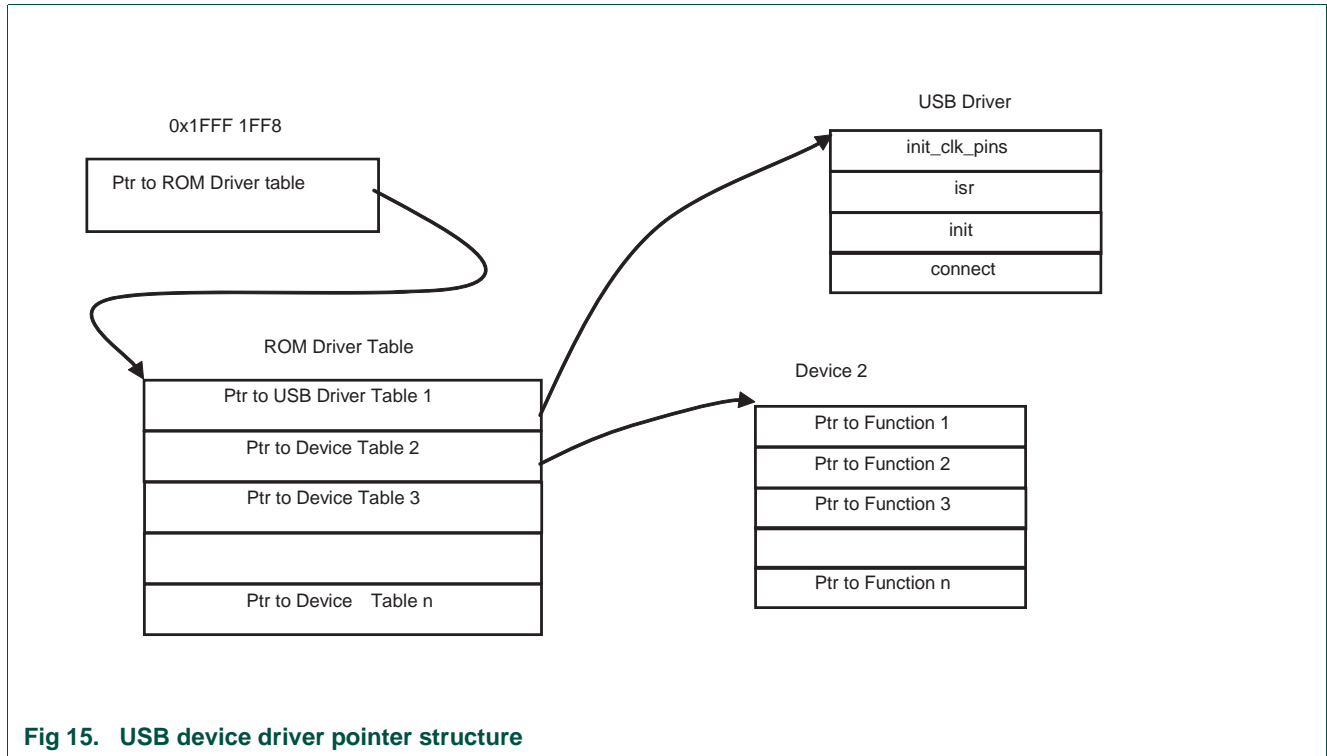 0x1FFF 1FF8
Ptr to ROM Driver table
ROM Driver Table
Ptr to USB Driver Table 1
Ptr to Device Table 2
Ptr to Device Table 3
Ptr to Device Table n
USB Driver
init_clk_pins
isr
init
connect
Device 2
Ptr to Function 1
Ptr to Function 2
Ptr to Function 3
Ptr to Function n
Fig 15. USB device driver pointer structure